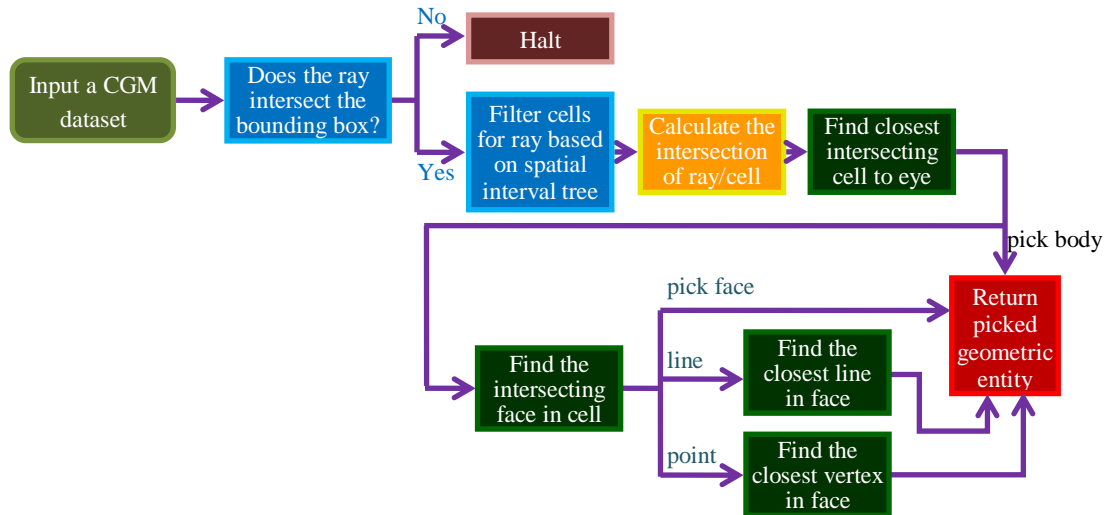 No
Halt
Input a CGM
dataset
Does the ray
intersect the
bounding box?
Yes
Filter cells
for ray based
on spatial
interval tree
Calculate the
intersection
of ray/cell
Find closest
intersecting
cell to eye
pick body
pick face
Return
picked
geometric
entity
Find the
intersecting
face in cell
line
Find the
closest line
in face
point
Find the
closest vertex
in face